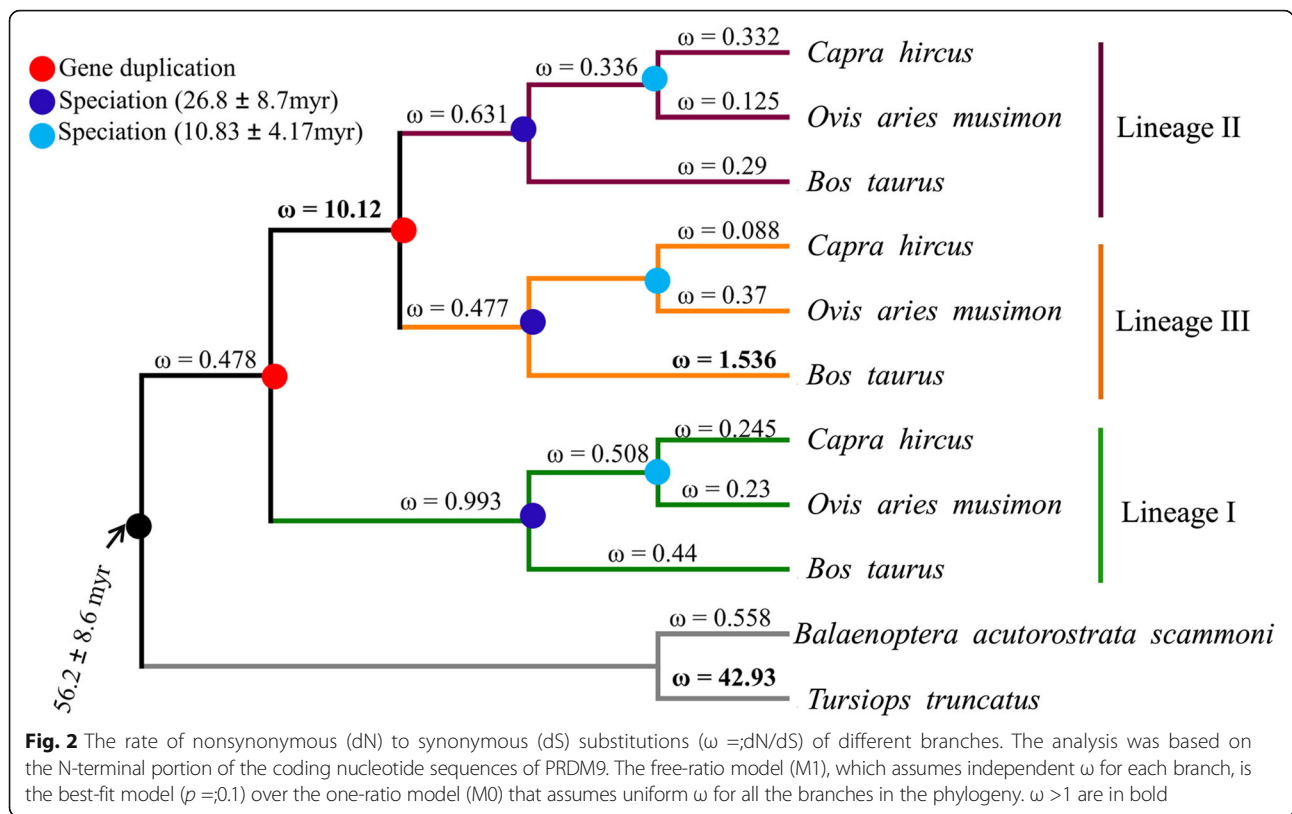 Gene duplication
Speciation (26.8 ± 8.7myr)
Speciation (10.83 ± 4.17myr)
ω = 0.332
Capra hircus
ω = 0.336
ω = 0.125
Ovis aries musimon
ω = 0.631
ω = 0.29
Bos taurus
Lineage II
ω = 10.12
ω = 0.088
Capra hircus
ω = 0.37
Ovis aries musimon
ω = 0.477
ω = 1.536
Bos taurus
Lineage III
ω = 0.478
ω = 0.245
Capra hircus
ω = 0.508
ω = 0.23
Ovis aries musimon
ω = 0.993
ω = 0.44
Bos taurus
Lineage I
56.2 ± 8.6 myr
ω = 0.558
Balaenoptera acutorostrata scammoni
ω = 42.93
Tursiops truncatus
Fig. 2 The rate of nonsynonymous (dN) to synonymous (dS) substitutions (ω =;dN/dS) of different branches. The analysis was based on
the N-terminal portion of the coding nucleotide sequences of PRDM9. The free-ratio model (M1), which assumes independent ω for each branch, is
the best-fit model (p =;0.1) over the one-ratio model (M0) that assumes uniform ω for all the branches in the phylogeny. ω >1 are in bold